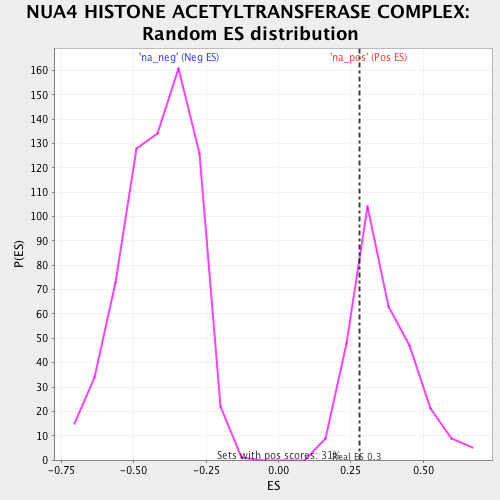 NUA4 HISTONE ACETYLTRANSFERASE COMPLEX:
Random ES distribution
'na_neg' (Neg ES) 'na_pos' (Pos ES)
160
150
140
130
120
110
100
90
80
70
60
50
40
30
20
10
0
P(ES)
Sets with pos scores: 31%
Real ES 0.3
-0.75 -0.50 -0.25 0.00 0.25 0.50
ES